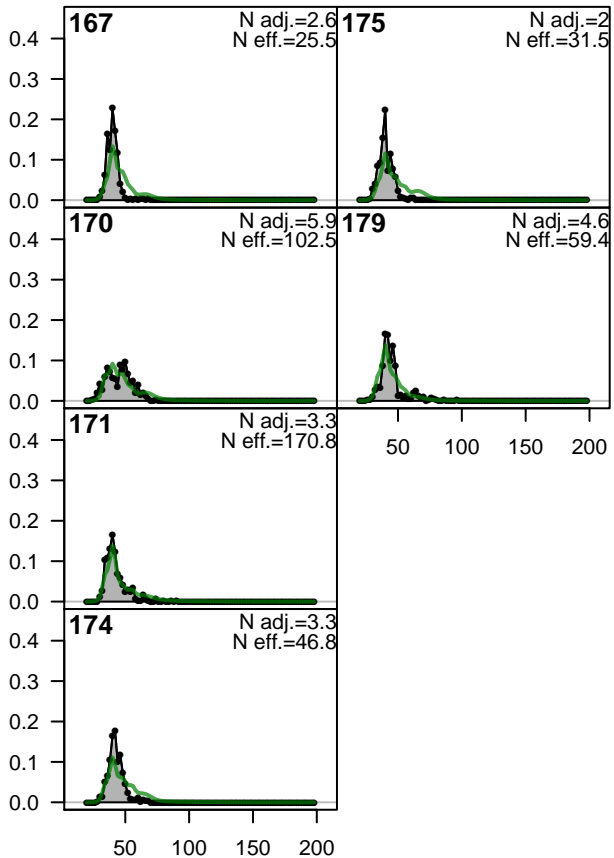 167
N adj.=2.6
N eff.=25.5
175
N adj.=2
N eff.=31.5
170
N adj.=5.9
N eff.=102.5
179
N adj.=4.6
N eff.=59.4
171
N adj.=3.3
N eff.=170.8
174
N adj.=3.3
N eff.=46.8
0.4
0.3
0.2
0.1
0.0
0.4
0.3
0.2
0.1
0.0
0.4
0.3
0.2
0.1
0.0
0.4
0.3
0.2
0.1
0.0
50 100 150 200
50 100 150 200